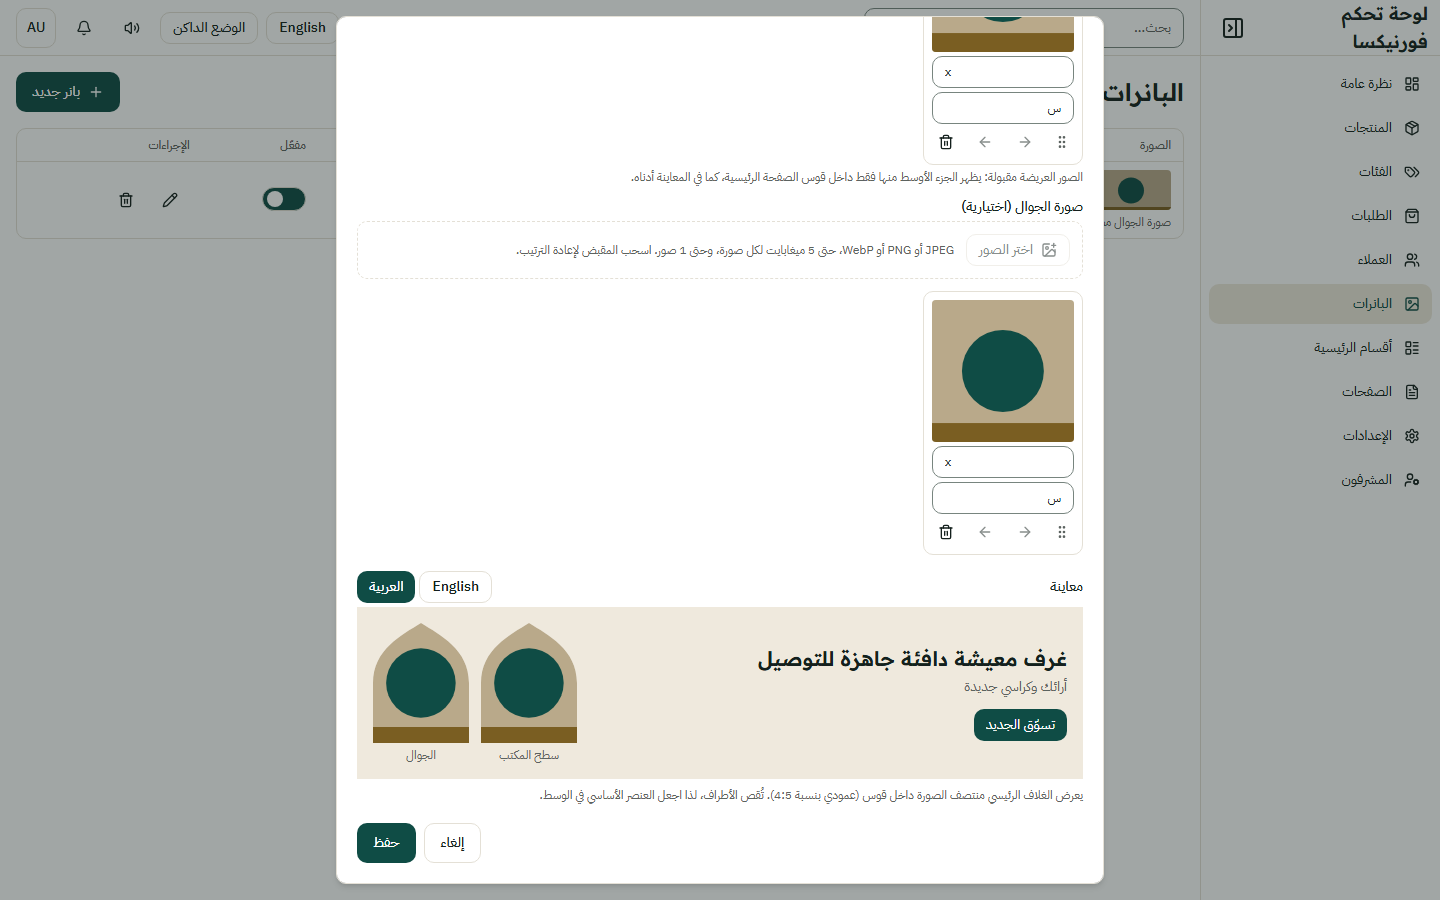 لوحة تحكم
فورنيكسا
بحث...
English
الوضع الداكن
AU
نظرة عامة
المنتجات
الفئات
الطلبات
العملاء
البانرات
أقسام الرئيسية
الصفحات
الإعدادات
المشرفون
البانرات
بانر جديد
الصورة
مفعّل
الإجراءات
صورة الجوال
x
س
الصور العريضة مقبولة: يظهر الجزء الأوسط منها فقط داخل قوس الصفحة الرئيسية، كما في المعاينة أدناه.
صورة الجوال (اختيارية)
اختر الصور
JPEG أو PNG أو WebP، حتى 5 ميغابايت لكل صورة، وحتى 1 صور. اسحب المقبض لإعادة الترتيب.
x
س
معاينة
English
العربية
غرف معيشة دافئة جاهزة للتوصيل
أرائك وكراسي جديدة
تسوّق الجديد
سطح المكتب
الجوال
يعرض الغلاف الرئيسي منتصف الصورة داخل قوس (عمودي بنسبة 4:5). تُقص الأطراف، لذا اجعل العنصر الأساسي في الوسط.
إلغاء
حفظ